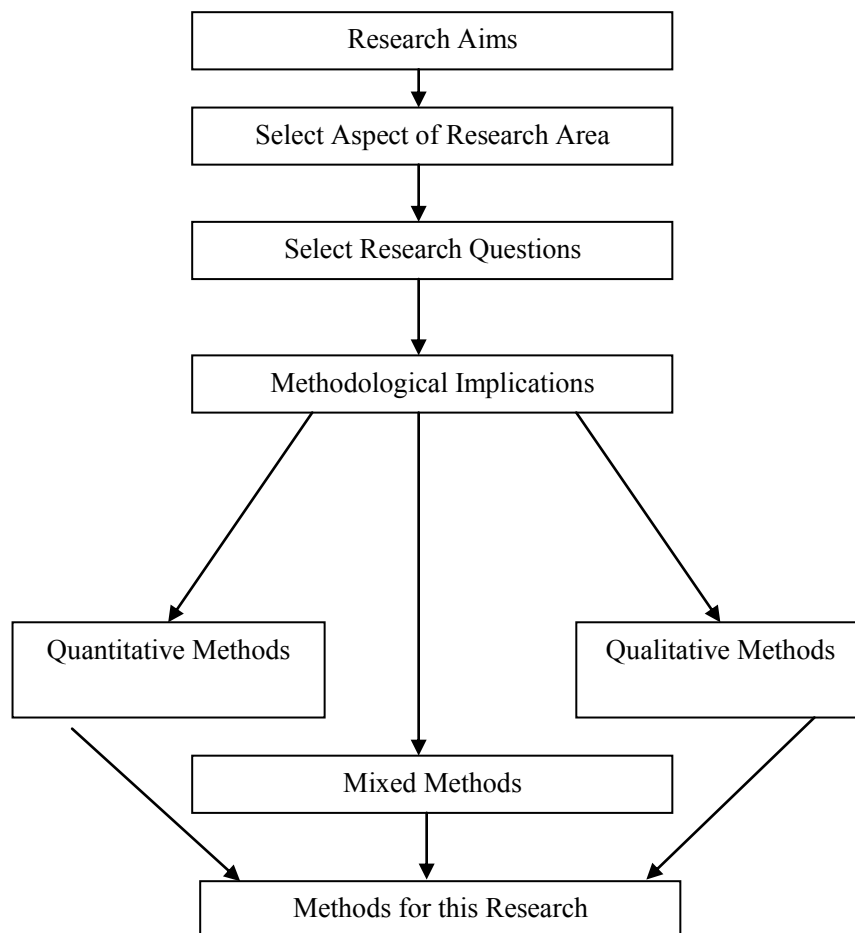 Research Aims
Select Aspect of Research Area
Select Research Questions
Methodological Implications
Quantitative Methods
Qualitative Methods
Mixed Methods
Methods for this Research